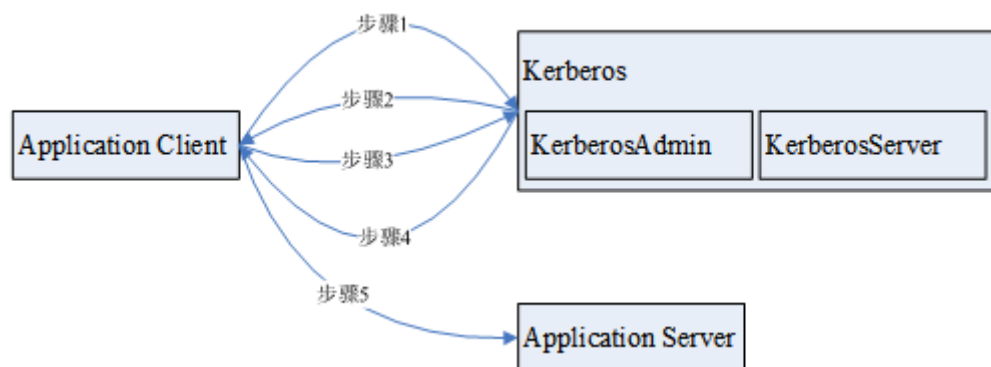 步骤1
Kerberos
步骤2
Application Client
KerberosAdmin
KerberosServer
步骤3
步骤4
步骤5
Application Server